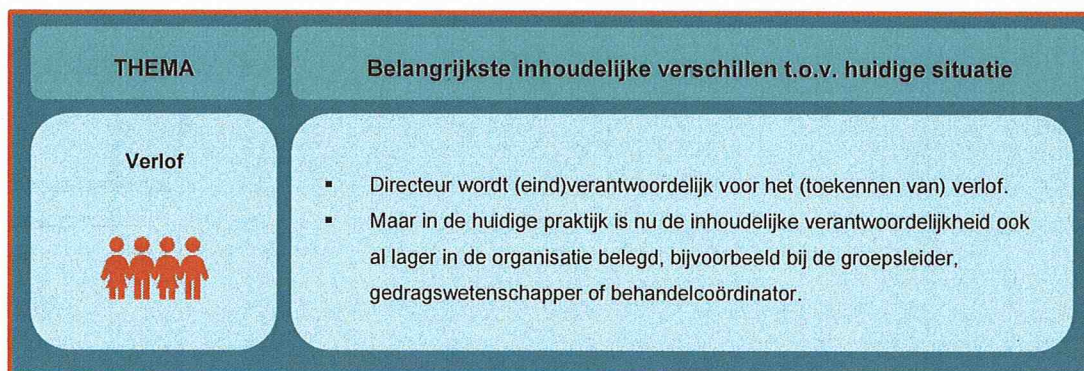 THEMA
Belangrijkste inhoudelijke verschillen t.o.v. huidige situatie
Verlof
▪ Directeur wordt (eind)verantwoordelijk voor het (toekennen van) verlof.
▪ Maar in de huidige praktijk is nu de inhoudelijke verantwoordelijkheid ook
al lager in de organisatie belegd, bijvoorbeeld bij de groepsleider,
gedragswetenschapper of behandelcoördinator.